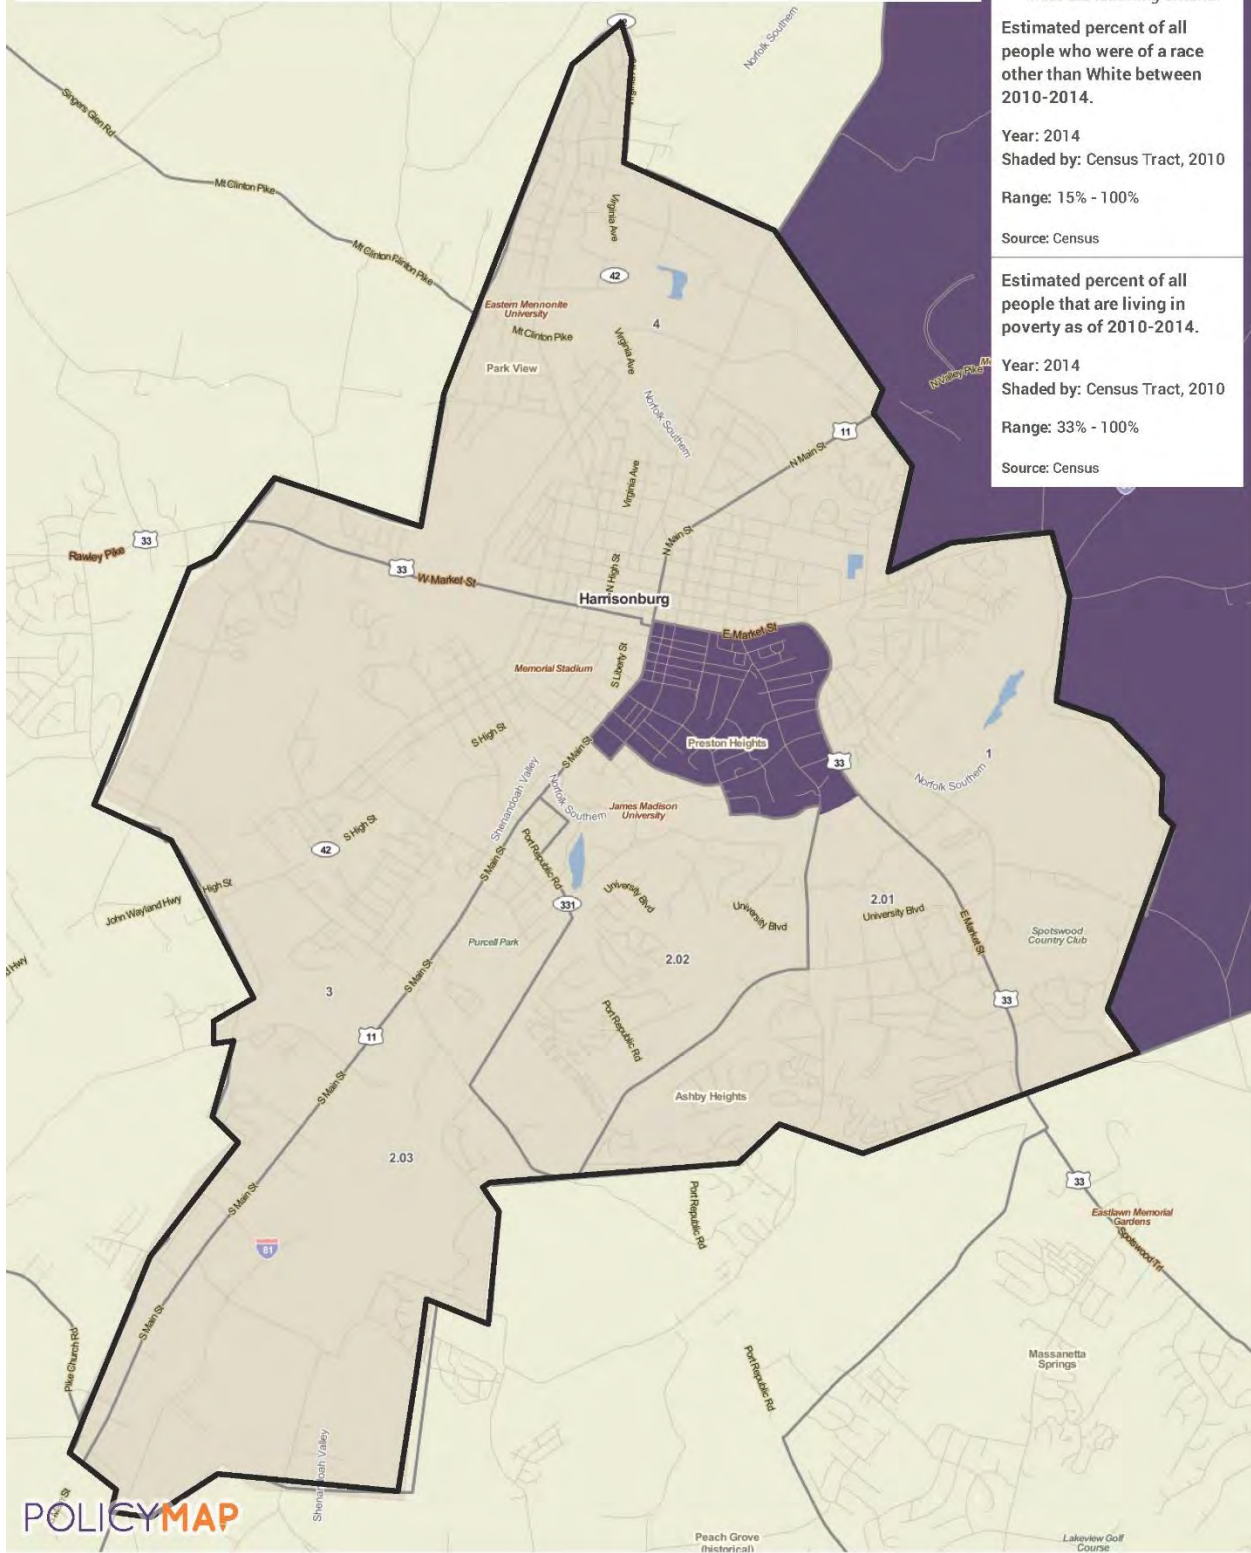 Estimated percent of all
people who were of a race
other than White between
2010-2014.
Year: 2014
Shaded by: Census Tract, 2010
Range: 15% - 100%
Source: Census
Estimated percent of all
people that are living in
poverty as of 2010-2014.
Year: 2014
Shaded by: Census Tract, 2010
Range: 33% - 100%
Source: Census
Norfolk Southern
Singers Glen Rd
Mt Clinton Pike
Virginia Ave
Mt Clinton Pike
42
Eastern Mennonite
University
4
Mt Clinton Pike
Virginia Ave
Park View
N Valley Pike
Norfolk Southern
11
N Main St
Virginia Ave
33
Rawley Pike
N Main St
33
W Market St
N High St
Harrisonburg
E Market St
S Liberty St
Memorial Stadium
S High St
S Main St
Preston Heights
33
1
Norfolk Southern
Shenandoah Valley
Norfolk Southern
James Madison
University
S High St
42
S Main St
Port Republic Rd
High St
John Wayland Hwy
331
University Blvd
University Blvd
2.01
University Blvd
E Market St
Spotswood
Country Club
Purcell Park
2.02
Hwy
S Main St
3
33
11
Port Republic Rd
S Main St
Ashby Heights
2.03
S Main St
Port Republic Rd
33
Eastlawn Memorial
Gardens
Spotswood Trl
81
S Main St
Pike Church Rd
Port Republic Rd
Massanetta
Springs
Shenandoah Valley
St
POLICYMAP
Peach Grove
(historical)
Lakeview Golf
Course